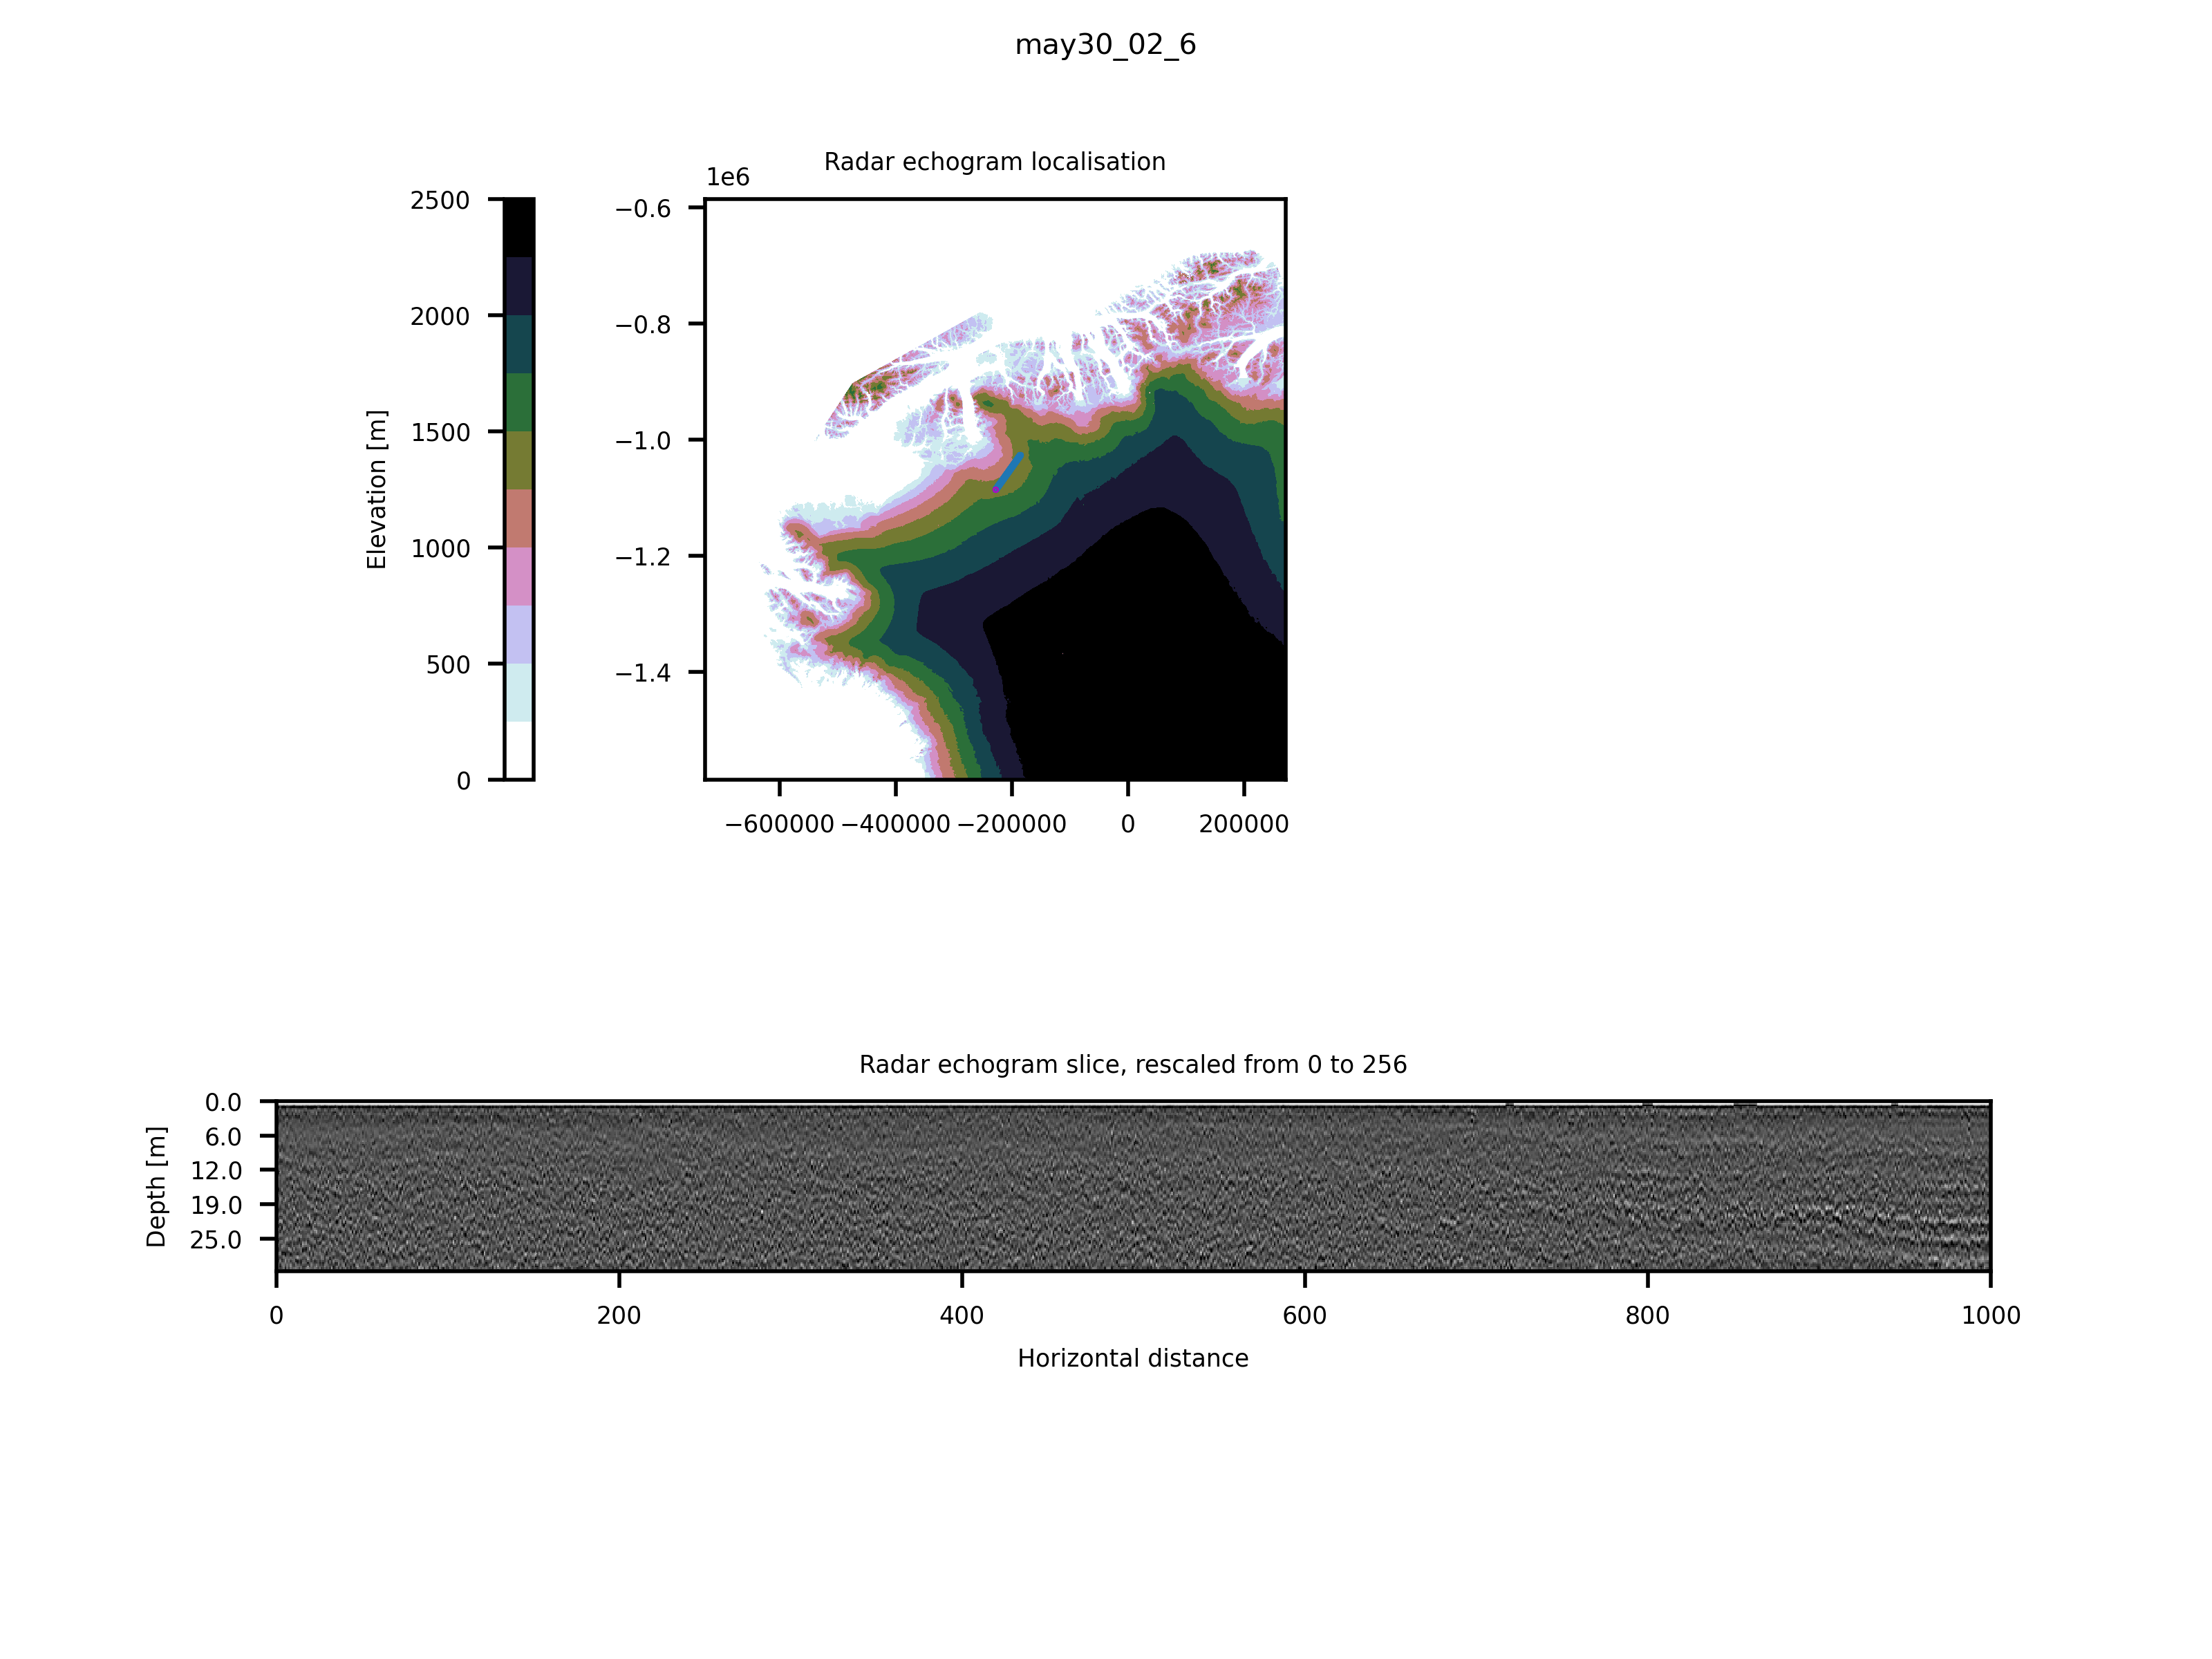 may30_02_6
Radar echogram localisation
1e6
2500
2000
1500
1000
500
0
Elevation [m]
−0.6
−0.8
−1.0
−1.2
−1.4
−600000 −400000 −200000 0 200000
Radar echogram slice, rescaled from 0 to 256
Depth [m]
0.0
6.0
12.0
19.0
25.0
0 200 400 600 800 1000
Horizontal distance